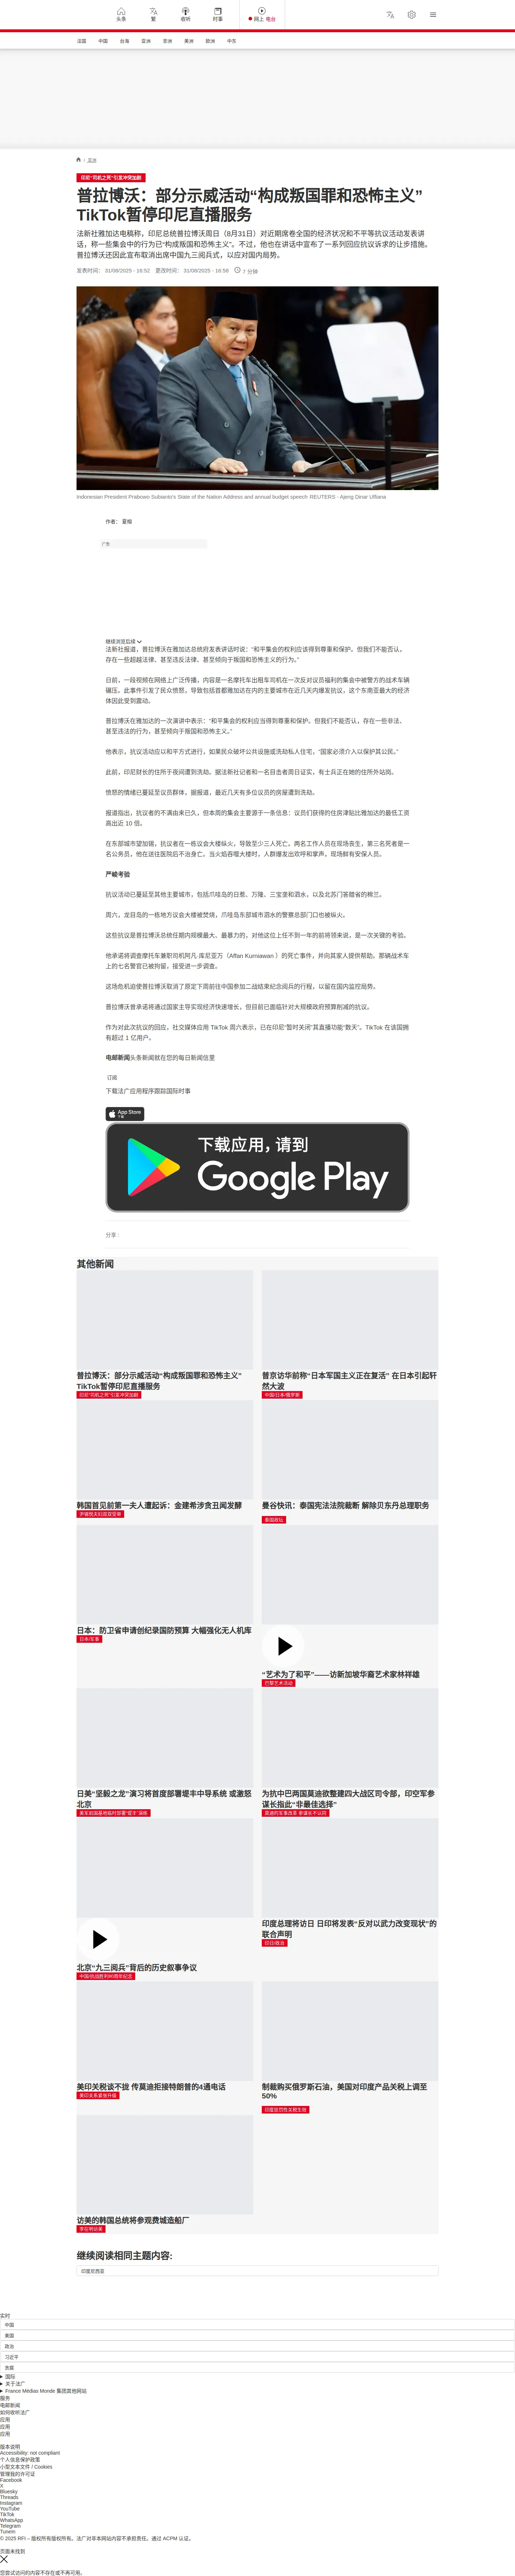 头条
繁
收听
时事
网上 电台
法国
中国
台海
亚洲
非洲
美洲
欧洲
中东
/ 亚洲
印尼“司机之死”引发冲突加剧
普拉博沃：部分示威活动“构成叛国罪和恐怖主义”
TikTok暂停印尼直播服务
法新社雅加达电稿称，印尼总统普拉博沃周日（8月31日）对近期席卷全国的经济状况和不平等抗议活动发表讲
话，称一些集会中的行为已“构成叛国和恐怖主义”。不过，他也在讲话中宣布了一系列回应抗议诉求的让步措施。
普拉博沃还因此宣布取消出席中国九三阅兵式，以应对国内局势。
发表时间： 31/08/2025 - 16:52 更改时间： 31/08/2025 - 16:58 7 分钟
Indonesian President Prabowo Subianto's State of the Nation Address and annual budget speech REUTERS - Ajeng Dinar Ulfiana
作者： 夏榕
广告
继续浏览后续
法新社报道，普拉博沃在雅加达总统府发表讲话时说：“和平集会的权利应该得到尊重和保护。但我们不能否认，
存在一些超越法律、甚至违反法律、甚至倾向于叛国和恐怖主义的行为。”
日前，一段视频在网络上广泛传播，内容是一名摩托车出租车司机在一次反对议员福利的集会中被警方的战术车辆
碾压。此事件引发了民众愤怒，导致包括首都雅加达在内的主要城市在近几天内爆发抗议，这个东南亚最大的经济
体因此受到震动。
普拉博沃在雅加达的一次演讲中表示：“和平集会的权利应当得到尊重和保护。但我们不能否认，存在一些非法、
甚至违法的行为，甚至倾向于叛国和恐怖主义。”
他表示，抗议活动应以和平方式进行，如果民众破坏公共设施或洗劫私人住宅，“国家必须介入以保护其公民。”
此前，印尼财长的住所于夜间遭到洗劫。据法新社记者和一名目击者周日证实，有士兵正在她的住所外站岗。
愤怒的情绪已蔓延至议员群体，据报道，最近几天有多位议员的房屋遭到洗劫。
报道指出，抗议者的不满由来已久，但本周的集会主要源于一条信息：议员们获得的住房津贴比雅加达的最低工资
高出近 10 倍。
在东部城市望加锡，抗议者在一栋议会大楼纵火，导致至少三人死亡。两名工作人员在现场丧生，第三名死者是一
名公务员，他在送往医院后不治身亡。当火焰吞噬大楼时，人群爆发出欢呼和掌声，现场鲜有安保人员。
严峻考验
抗议活动已蔓延至其他主要城市，包括爪哇岛的日惹、万隆、三宝垄和泗水，以及北苏门答腊省的棉兰。
周六，龙目岛的一栋地方议会大楼被焚烧，爪哇岛东部城市泗水的警察总部门口也被纵火。
这些抗议是普拉博沃总统任期内规模最大、最暴力的，对他这位上任不到一年的前将领来说，是一次关键的考验。
他承诺将调查摩托车兼职司机阿凡·库尼亚万（Affan Kurniawan ）的死亡事件，并向其家人提供帮助。那辆战术车
上的七名警官已被拘留，接受进一步调查。
这场危机迫使普拉博沃取消了原定下周前往中国参加二战结束纪念阅兵的行程，以留在国内监控局势。
普拉博沃曾承诺将通过国家主导实现经济快速增长，但目前已面临针对大规模政府预算削减的抗议。
作为对此次抗议的回应，社交媒体应用 TikTok 周六表示，已在印尼“暂时关闭”其直播功能“数天”。TikTok 在该国拥
有超过 1 亿用户。
电邮新闻头条新闻就在您的每日新闻信里
订阅
下载法广应用程序跟踪国际时事
App Store
下载
下载应用，请到
Google Play
分享 :
其他新闻
普拉博沃：部分示威活动“构成叛国罪和恐怖主义”
TikTok暂停印尼直播服务
印尼“司机之死”引发冲突加剧
普京访华前称“日本军国主义正在复活” 在日本引起轩
然大波
中国/日本/俄罗斯
韩国首见前第一夫人遭起诉：金建希涉贪丑闻发酵
尹锡悦夫妇双双受审
曼谷快讯：泰国宪法法院裁断 解除贝东丹总理职务
泰国政坛
日本：防卫省申请创纪录国防预算 大幅强化无人机库
日本/军事
“艺术为了和平”——访新加坡华裔艺术家林祥雄
巴黎艺术活动
日美“坚毅之龙”演习将首度部署堤丰中导系统 或激怒
北京
美军岩国基地临时部署“堤丰”演练
为抗中巴两国莫迪欲整建四大战区司令部，印空军参
谋长指此“非最佳选择”
莫迪的军事改革 参谋长不认同
北京“九三阅兵”背后的历史叙事争议
中国/抗战胜利80周年纪念
印度总理将访日 日印将发表“反对以武力改变现状”的
联合声明
印日/政治
美印关税谈不拢 传莫迪拒接特朗普的4通电话
美印关系紧张升级
制裁购买俄罗斯石油，美国对印度产品关税上调至
50%
印度惩罚性关税生效
访美的韩国总统将参观费城造船厂
李在明访美
继续阅读相同主题内容:
印度尼西亚
实时
中国
美国
政治
习近平
贪腐
国际
关于法广
France Médias Monde 集团其他网站
服务
电邮新闻
如何收听法广
应用
应用
应用
版本说明
Accessibility: not compliant
个人信息保护政策
小型文本文件 / Cookies
管理我的许可证
Facebook
X
Bluesky
Threads
Instagram
YouTube
TikTok
WhatsApp
Telegram
TuneIn
© 2025 RFI – 版权所有版权所有。法广对非本网站内容不承担责任。通过 ACPM 认证。
页面未找到
您尝试访问的内容不存在或不再可用。